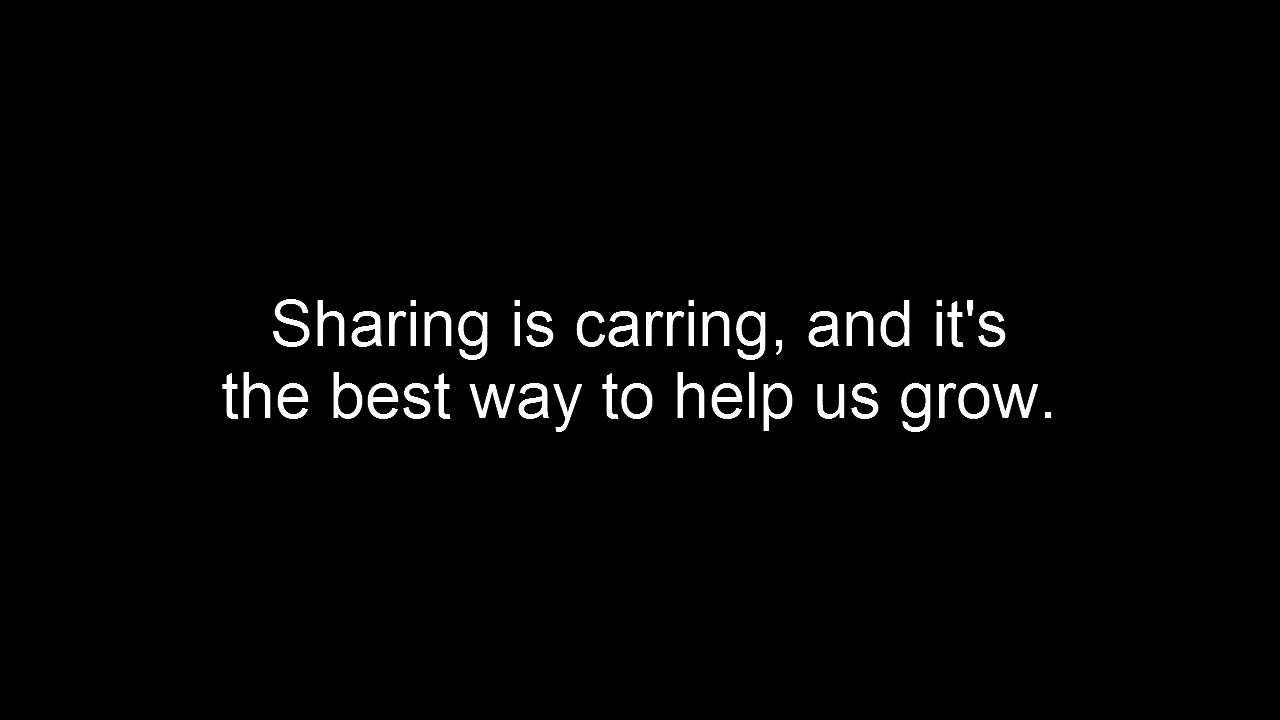 Sharing is carring, and it's
the best way to help us grow.